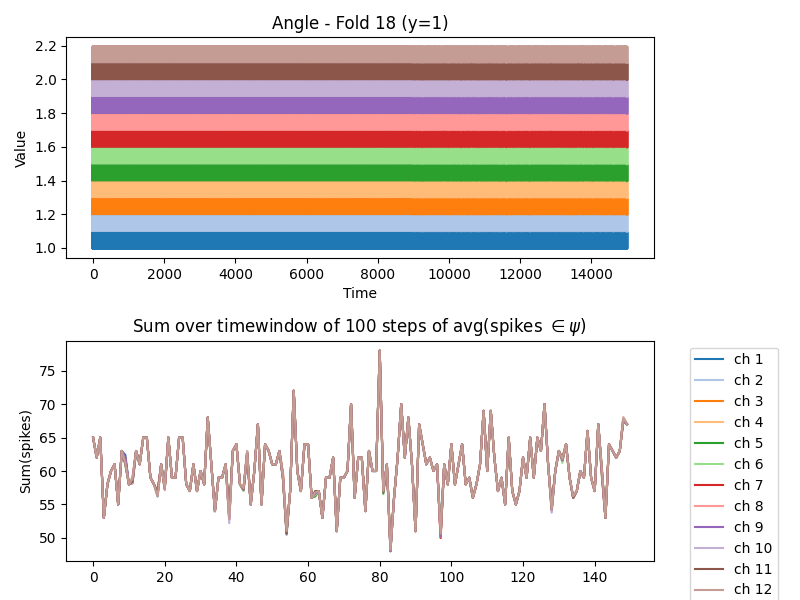 Angle - Fold 18 (y=1)
Value
2.2
2.0
1.8
1.6
1.4
1.2
1.0
0 2000 4000 6000 8000 10000 12000 14000
Time
Sum over timewindow of 100 steps of avg(spikes ∈ ψ)
Sum(spikes)
75
70
65
60
55
50
0 20 40 60 80 100 120 140
ch 1
ch 2
ch 3
ch 4
ch 5
ch 6
ch 7
ch 8
ch 9
ch 10
ch 11
ch 12